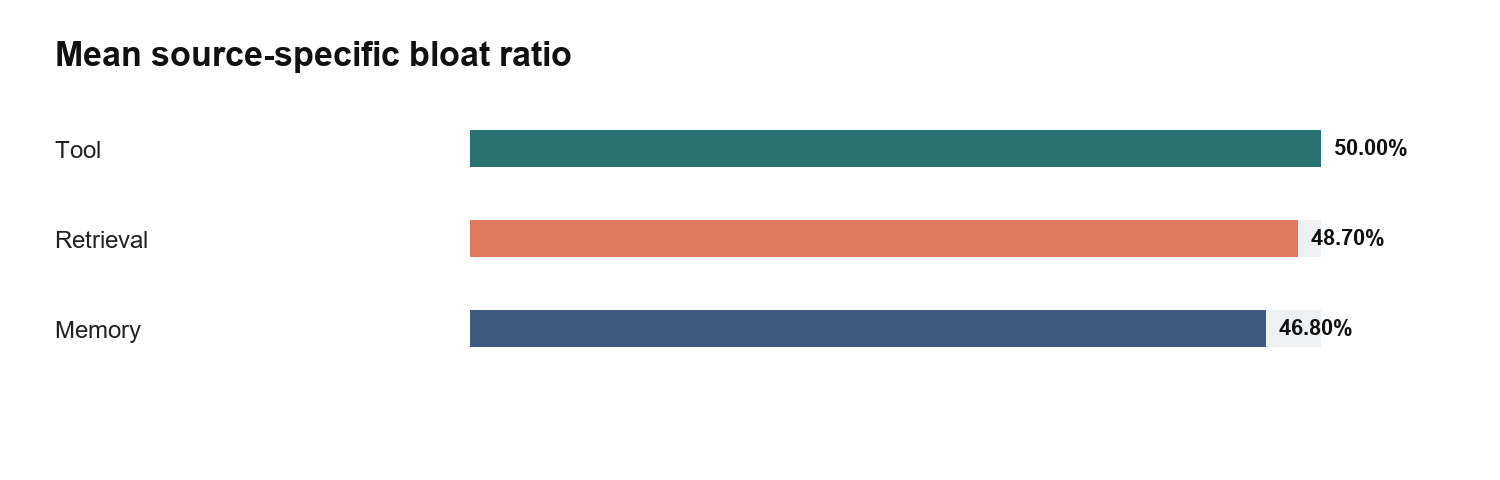 Mean source-specific bloat ratio
Tool 50.00%
Retrieval 48.70%
Memory 46.80%